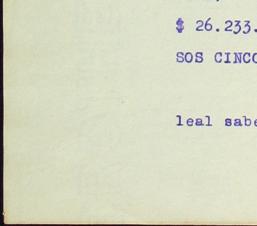 $ 26.233.
SOS CINCO
leal sabe